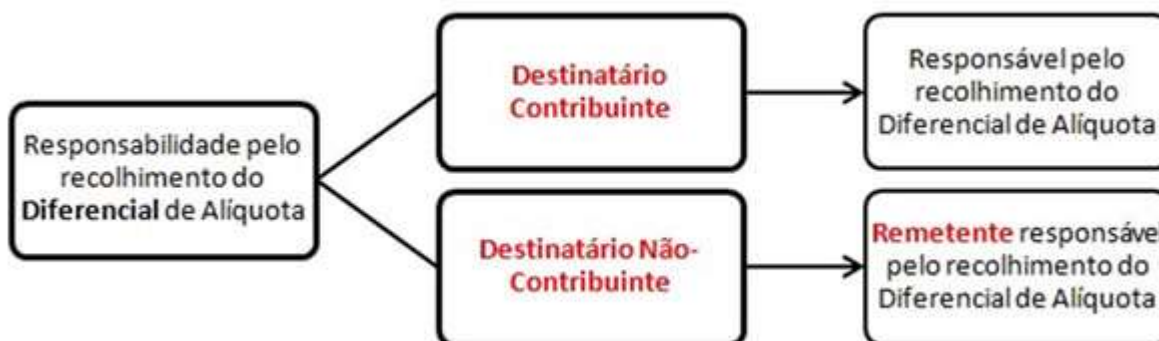 Responsabilidade pelo
recolhimento do
Diferencial de Alíquota
Destinatário
Contribuinte
Responsável pelo
recolhimento do
Diferencial de Alíquota
Destinatário Não-
Contribuinte
Remetente responsável
pelo recolhimento do
Diferencial de Alíquota